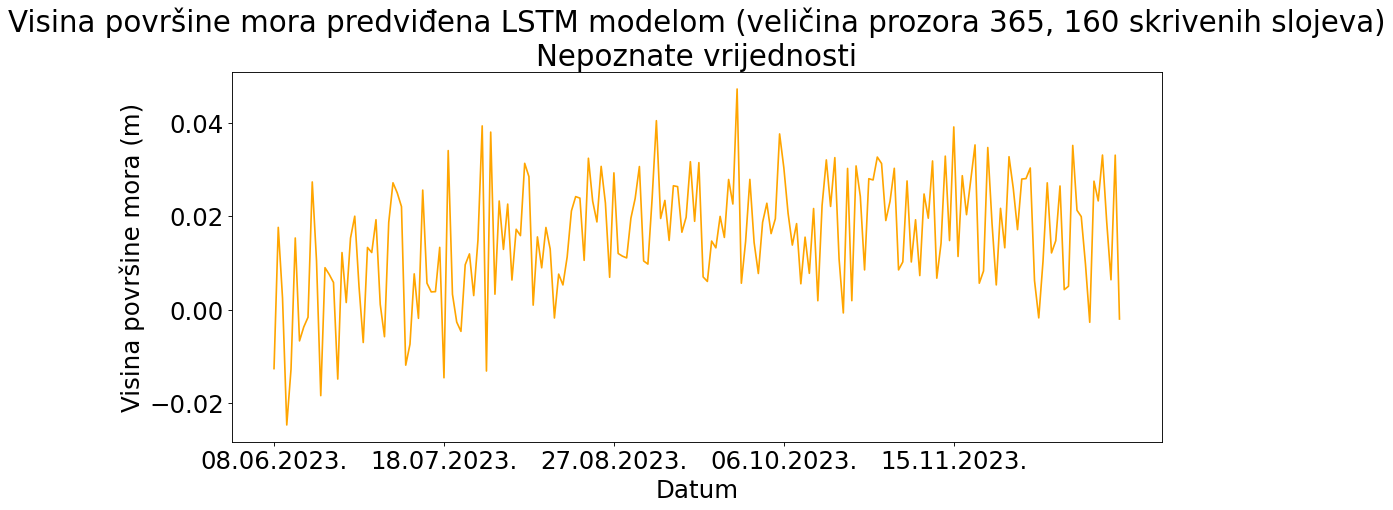 Visina površine mora predviđena LSTM modelom (veličina prozora 365, 160 skrivenih slojeva)
Nepoznate vrijednosti
Visina površine mora (m)
0.04
0.02
0.00
−0.02
08.06.2023. 18.07.2023. 27.08.2023. 06.10.2023. 15.11.2023.
Datum